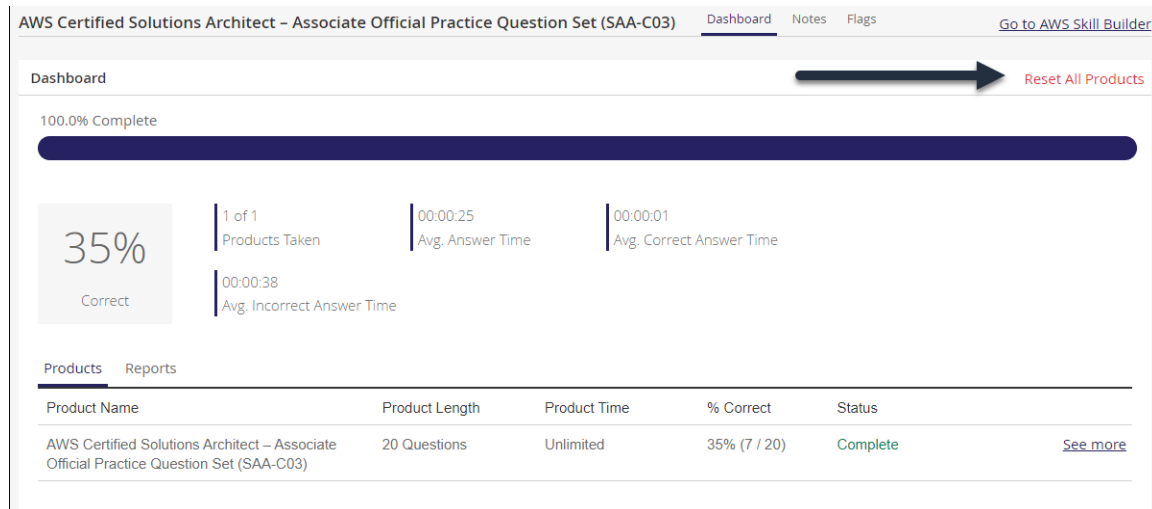 AWS Certified Solutions Architect – Associate Official Practice Question Set (SAA-C03) Dashboard Notes Flags Go to AWS Skill Builder
Dashboard Reset All Products
100.0% Complete
35%
Correct
1 of 1
Products Taken
00:00:25
Avg. Answer Time
00:00:01
Avg. Correct Answer Time
00:00:38
Avg. Incorrect Answer Time
Products Reports
Product Name Product Length Product Time % Correct Status
AWS Certified Solutions Architect – Associate 20 Questions Unlimited 35% (7 / 20) Complete See more
Official Practice Question Set (SAA-C03)